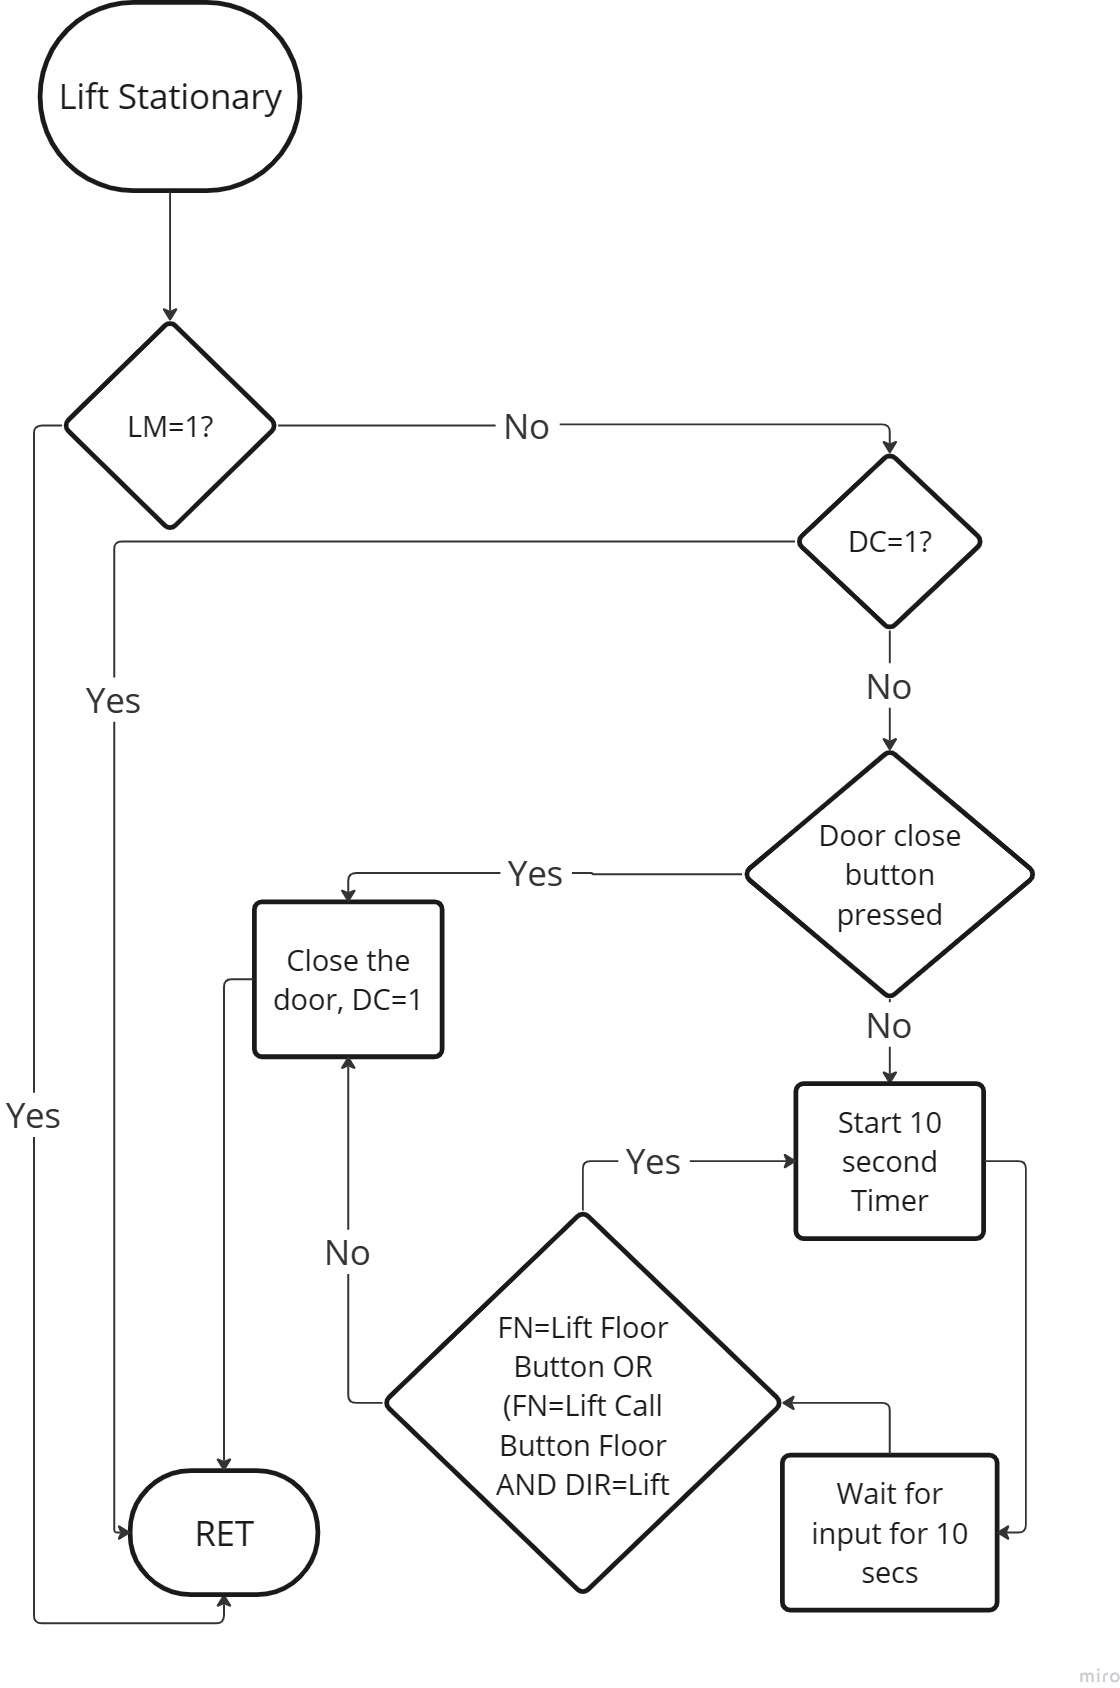 Lift Stationary
LM=1?
No
DC=1?
Yes
No
Door close
button
pressed
Yes
Close the
door, DC=1
No
Yes
Start 10
second
Timer
Yes
No
FN=Lift Floor
Button OR
(FN=Lift Call
Button Floor
AND DIR=Lift
Wait for
input for 10
secs
RET
miro